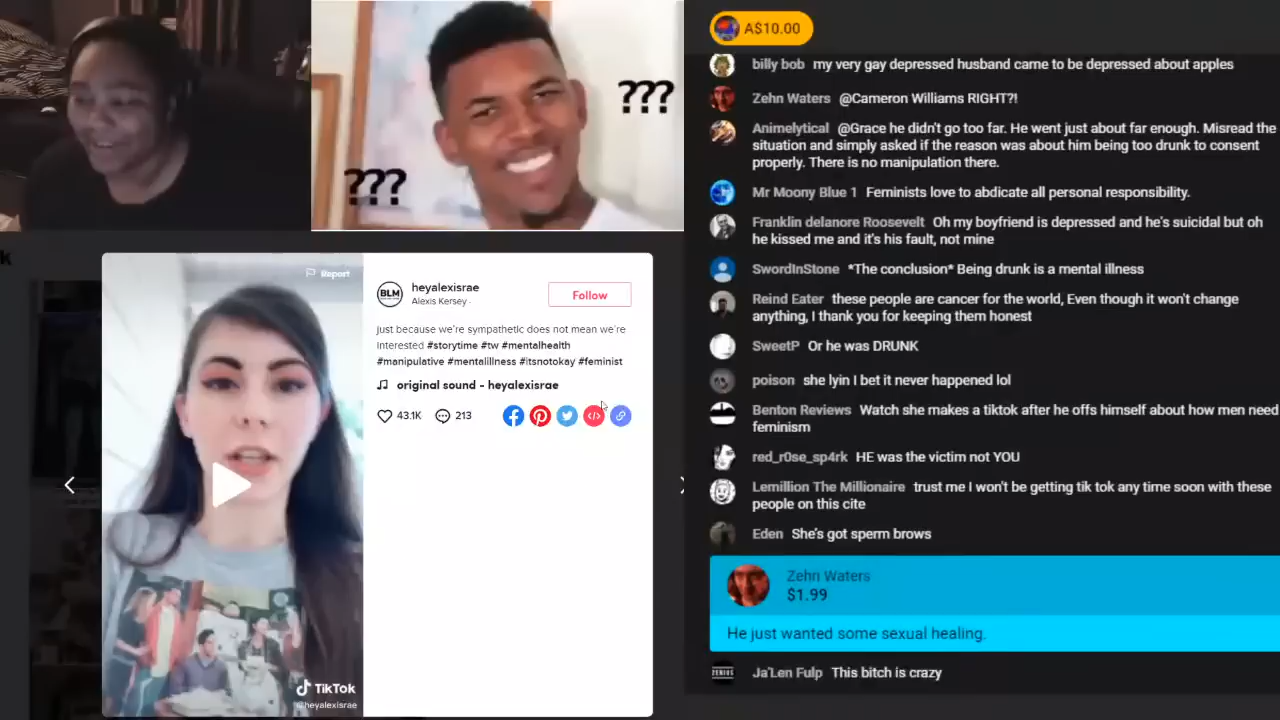 ???
???
k
Report
TikTok
@heyalexisrae
BLM
heyalexisrae
Alexis Kersey ·
Follow
just because we're sympathetic does not mean we're
interested #storytime #tw #mentalhealth
#manipulative #mentalillness #itsnotokay #feminist
original sound - heyalexisrae
43.1K
213
A$10.00
billy bob my very gay depressed husband came to be depressed about apples
Zehn Waters @Cameron Williams RIGHT?!
Animelytical @Grace he didn't go too far. He went just about far enough. Misread the
situation and simply asked if the reason was about him being too drunk to consent
properly. There is no manipulation there.
Mr Moony Blue 1 Feminists love to abdicate all personal responsibility.
Franklin delanore Roosevelt Oh my boyfriend is depressed and he's suicidal but oh
he kissed me and it's his fault, not mine
SwordInStone *The conclusion* Being drunk is a mental illness
Reind Eater these people are cancer for the world, Even though it won't change
anything, I thank you for keeping them honest
SweetP Or he was DRUNK
poison she lyin I bet it never happened lol
Benton Reviews Watch she makes a tiktok after he offs himself about how men need
feminism
red_r0se_sp4rk HE was the victim not YOU
Lemillion The Millionaire trust me I won't be getting tik tok any time soon with these
people on this cite
Eden She's got sperm brows
Zehn Waters
$1.99
He just wanted some sexual healing.
Ja'Len Fulp This bitch is crazy